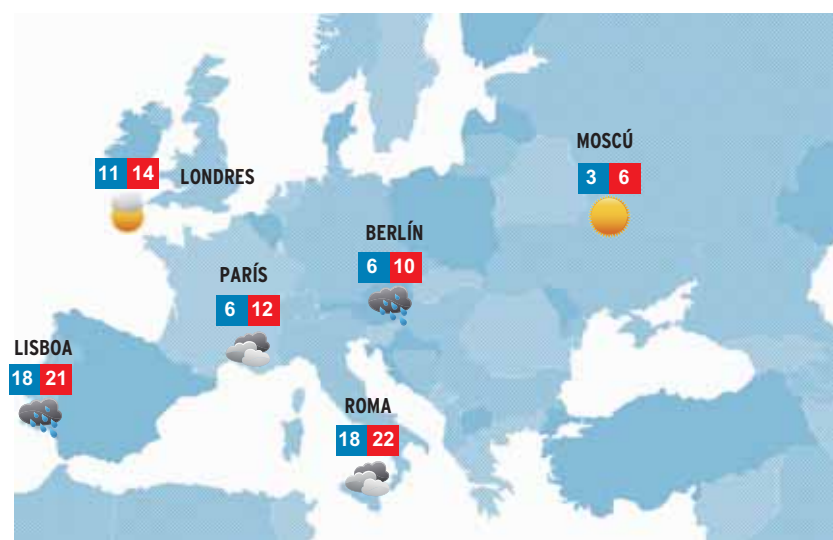 MOSCÚ
3 6
11 14
LONDRES
BERLÍN
6 10
PARÍS
6 12
LISBOA
18 21
ROMA
18 22